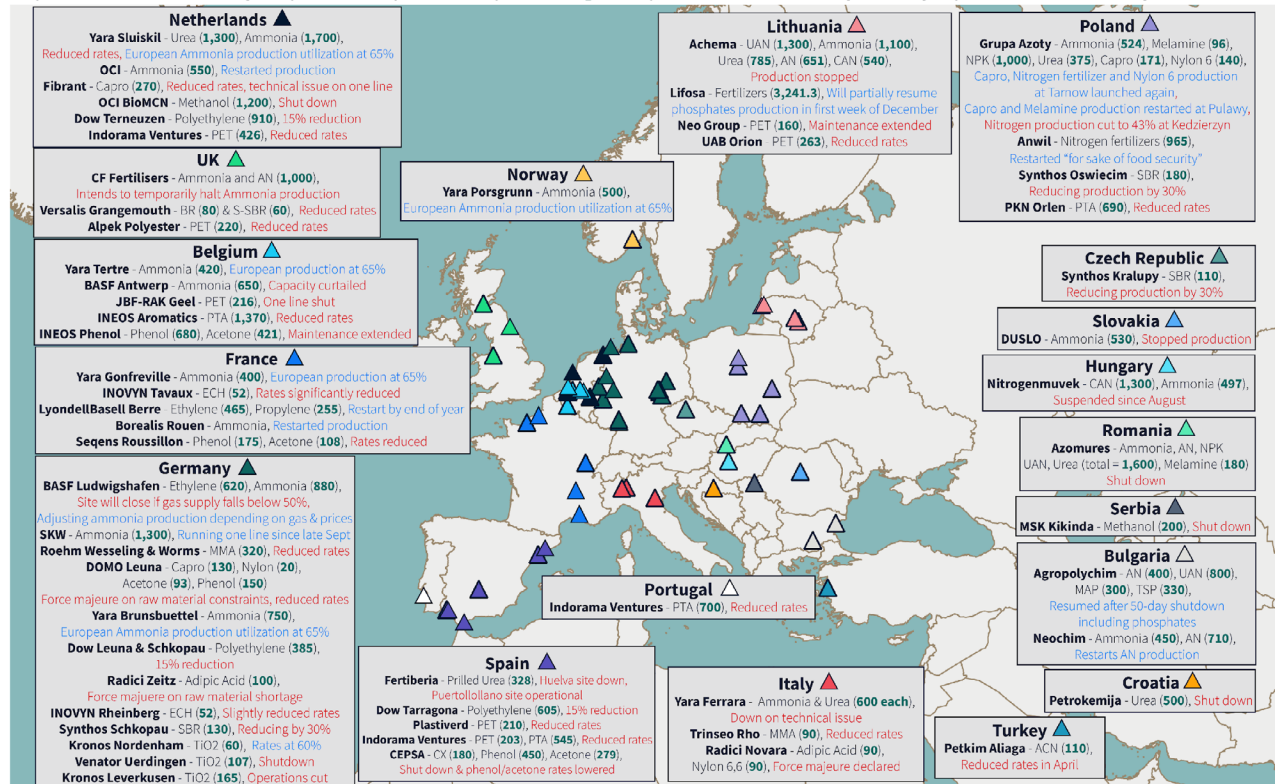 Netherlands
Yara Sluiskil - Urea (1,300), Ammonia (1,700),
Reduced rates, European Ammonia production utilization at 65%
OCI - Ammonia (550), Restarted production
Fibrant - Capro (270), Reduced rates, technical issue on one line
OCI BioMCN - Methanol (1,200), Shut down
Dow Terneuzen - Polyethylene (910), 15% reduction
Indorama Ventures - PET (426), Reduced rates
UK
CF Fertilisers - Ammonia and AN (1,000),
Intends to temporarily halt Ammonia production
Versalis Grangemouth - BR (80) & S-SBR (60), Reduced rates
Alpek Polyester - PET (220), Reduced rates
Belgium
Yara Tertre - Ammonia (420), European production at 65%
BASF Antwerp - Ammonia (650), Capacity curtailed
JBF-RAK Geel - PET (216), One line shut
INEOS Aromatics - PTA (1,370), Reduced rates
INEOS Phenol - Phenol (680), Acetone (421), Maintenance extended
France
Yara Gonfreville - Ammonia (400), European production at 65%
INOVYN Tavaux - ECH (52), Rates significantly reduced
LyondellBasell Berre - Ethylene (465), Propylene (255), Restart by end of year
Borealis Rouen - Ammonia, Restarted production
Seqens Roussillon - Phenol (175), Acetone (108), Rates reduced
Germany
BASF Ludwigshafen - Ethylene (620), Ammonia (880),
Site will close if gas supply falls below 50%,
Adjusting ammonia production depending on gas & prices
SKW - Ammonia (1,300), Running one line since late Sept
Roehm Wesseling & Worms - MMA (320), Reduced rates
DOMO Leuna - Capro (130), Nylon (20),
Acetone (93), Phenol (150)
Force majeure on raw material constraints, reduced rates
Yara Brunsbuettel - Ammonia (750),
European Ammonia production utilization at 65%
Dow Leuna & Schkopau - Polyethylene (385),
15% reduction
Radici Zeitz - Adipic Acid (100),
Force majuere on raw material shortage
INOVYN Rheinberg - ECH (52), Slightly reduced rates
Synthos Schkopau - SBR (130), Reducing by 30%
Kronos Nordenham - TiO2 (60), Rates at 60%
Venator Uerdingen - TiO2 (107), Shutdown
Kronos Leverkusen - TiO2 (165), Operations cut
Norway
Yara Porsgrunn - Ammonia (500),
European Ammonia production utilization at 65%
Lithuania
Achema - UAN (1,300), Ammonia (1,100),
Urea (785), AN (651), CAN (540),
Production stopped
Lifosa - Fertilizers (3,241.3), Will partially resume
phosphates production in first week of December
Neo Group - PET (160), Maintenance extended
UAB Orion - PET (263), Reduced rates
Poland
Grupa Azoty - Ammonia (524), Melamine (96),
NPK (1,000), Urea (375), Capro (171), Nylon 6 (140),
Capro, Nitrogen fertilizer and Nylon 6 production
at Tarnow launched again,
Capro and Melamine production restarted at Pulawy,
Nitrogen production cut to 43% at Kedzierzyn
Anwil - Nitrogen fertilizers (965),
Restarted "for sake of food security"
Synthos Oswiecim - SBR (180),
Reducing production by 30%
PKN Orlen - PTA (690), Reduced rates
Czech Republic
Synthos Kralupy - SBR (110),
Reducing production by 30%
Slovakia
DUSLO - Ammonia (530), Stopped production
Hungary
Nitrogenmuvek - CAN (1,300), Ammonia (497),
Suspended since August
Romania
Azomures - Ammonia, AN, NPK
UAN, Urea (total = 1,600), Melamine (180)
Shut down
Serbia
MSK Kikinda - Methanol (200), Shut down
Bulgaria
Agropolychim - AN (400), UAN (800),
MAP (300), TSP (330),
Resumed after 50-day shutdown
including phosphates
Neochim - Ammonia (450), AN (710),
Restarts AN production
Croatia
Petrokemija - Urea (500), Shut down
Turkey
Petkim Aliaga - ACN (110),
Reduced rates in April
Portugal
Indorama Ventures - PTA (700), Reduced rates
Spain
Fertiberia - Prilled Urea (328), Huelva site down,
Puertollolano site operational
Dow Tarragona - Polyethylene (605), 15% reduction
Plastiverd - PET (210), Reduced rates
Indorama Ventures - PET (203), PTA (545), Reduced rates
CEPSA - CX (180), Phenol (450), Acetone (279),
Shut down & phenol/acetone rates lowered
Italy
Yara Ferrara - Ammonia & Urea (600 each),
Down on technical issue
Trinseo Rho - MMA (90), Reduced rates
Radici Novara - Adipic Acid (90),
Nylon 6,6 (90), Force majeure declared